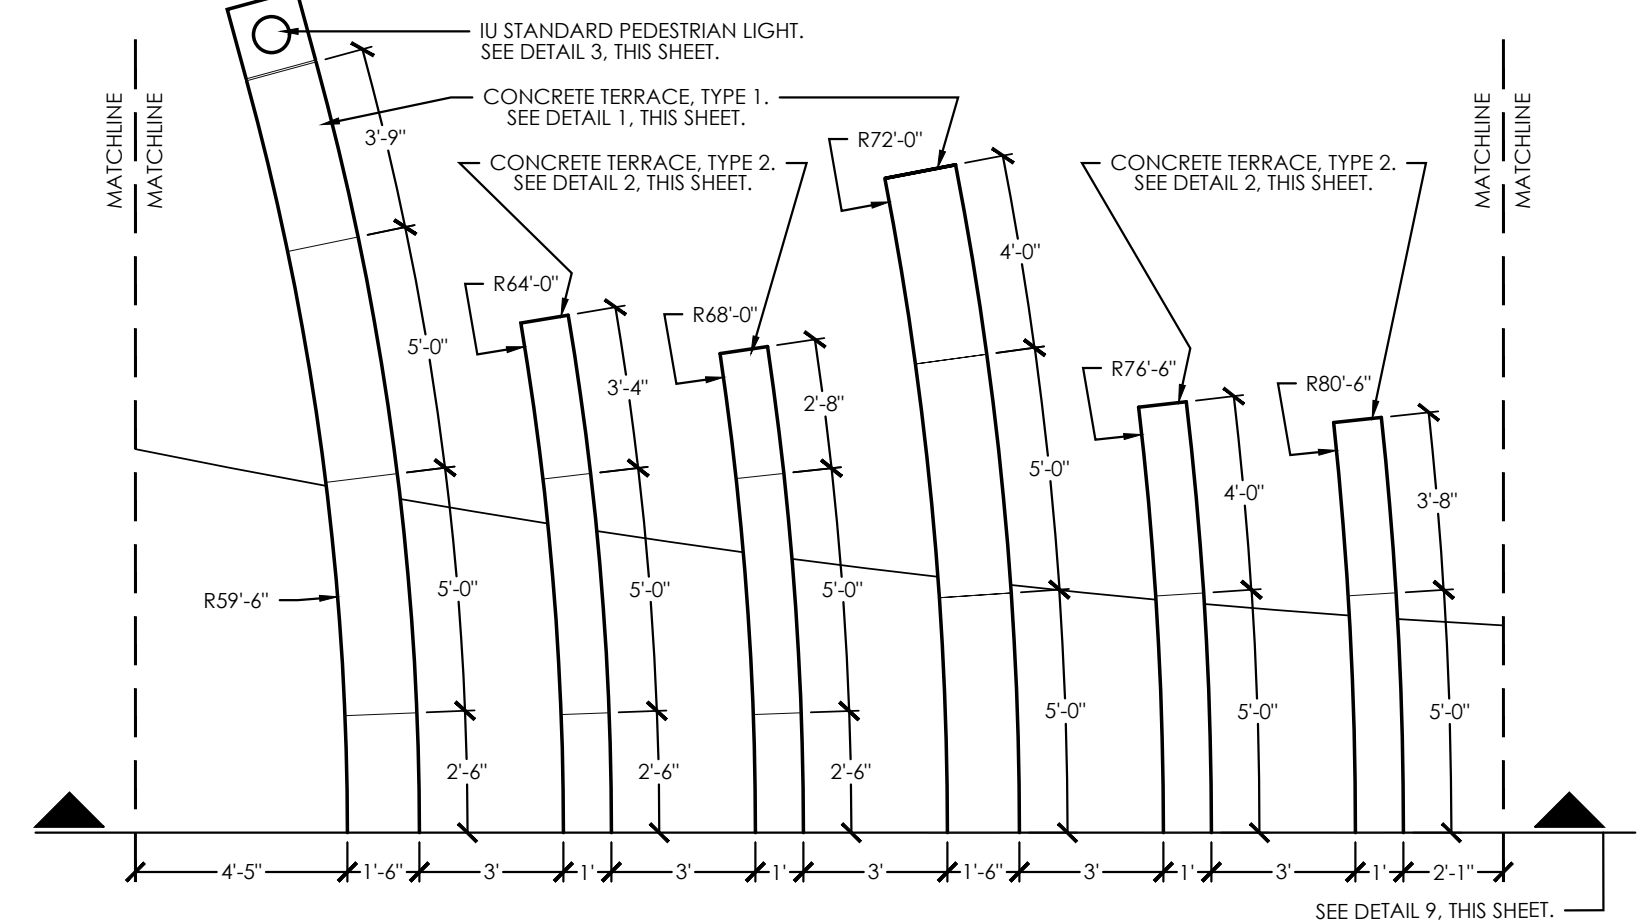 IU STANDARD PEDESTRIAN LIGHT.
SEE DETAIL 3, THIS SHEET.
MATCHLINE
MATCHLINE
CONCRETE TERRACE, TYPE 1.
SEE DETAIL 1, THIS SHEET.
MATCHLINE
MATCHLINE
3'-9"
R72'-0"
CONCRETE TERRACE, TYPE 2.
SEE DETAIL 2, THIS SHEET.
CONCRETE TERRACE, TYPE 2.
SEE DETAIL 2, THIS SHEET.
4'-0"
R64'-0"
R68'-0"
5'-0"
R76'-6"
R80'-6"
3'-4"
2'-8"
5'-0"
4'-0"
3'-8"
R59'-6"
5'-0"
5'-0"
5'-0"
5'-0"
5'-0"
5'-0"
2'-6"
2'-6"
2'-6"
4'-5"
1'-6"
3'
1'
3'
1'
3'
1'-6"
3'
1'
3'
1'
2'-1"
SEE DETAIL 9, THIS SHEET.